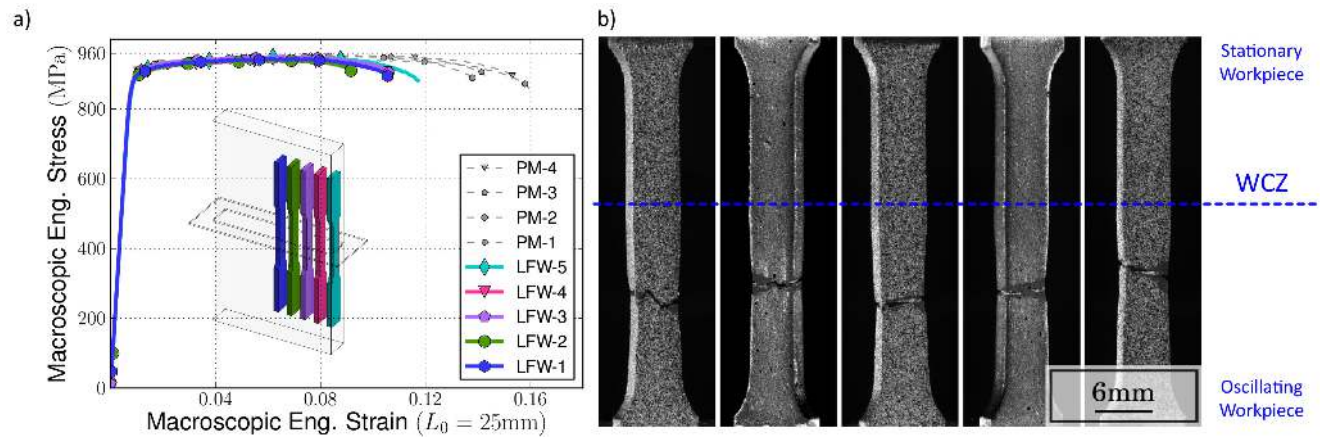 a)
Macroscopic Eng. Stress (MPa)
960
800
600
400
200
0
0.04
0.08
0.12
0.16
Macroscopic Eng. Strain (L₀ = 25mm)
PM-4
PM-3
PM-2
PM-1
LFW-5
LFW-4
LFW-3
LFW-2
LFW-1
b)
Stationary
Workpiece
WCZ
6mm
Oscillating
Workpiece